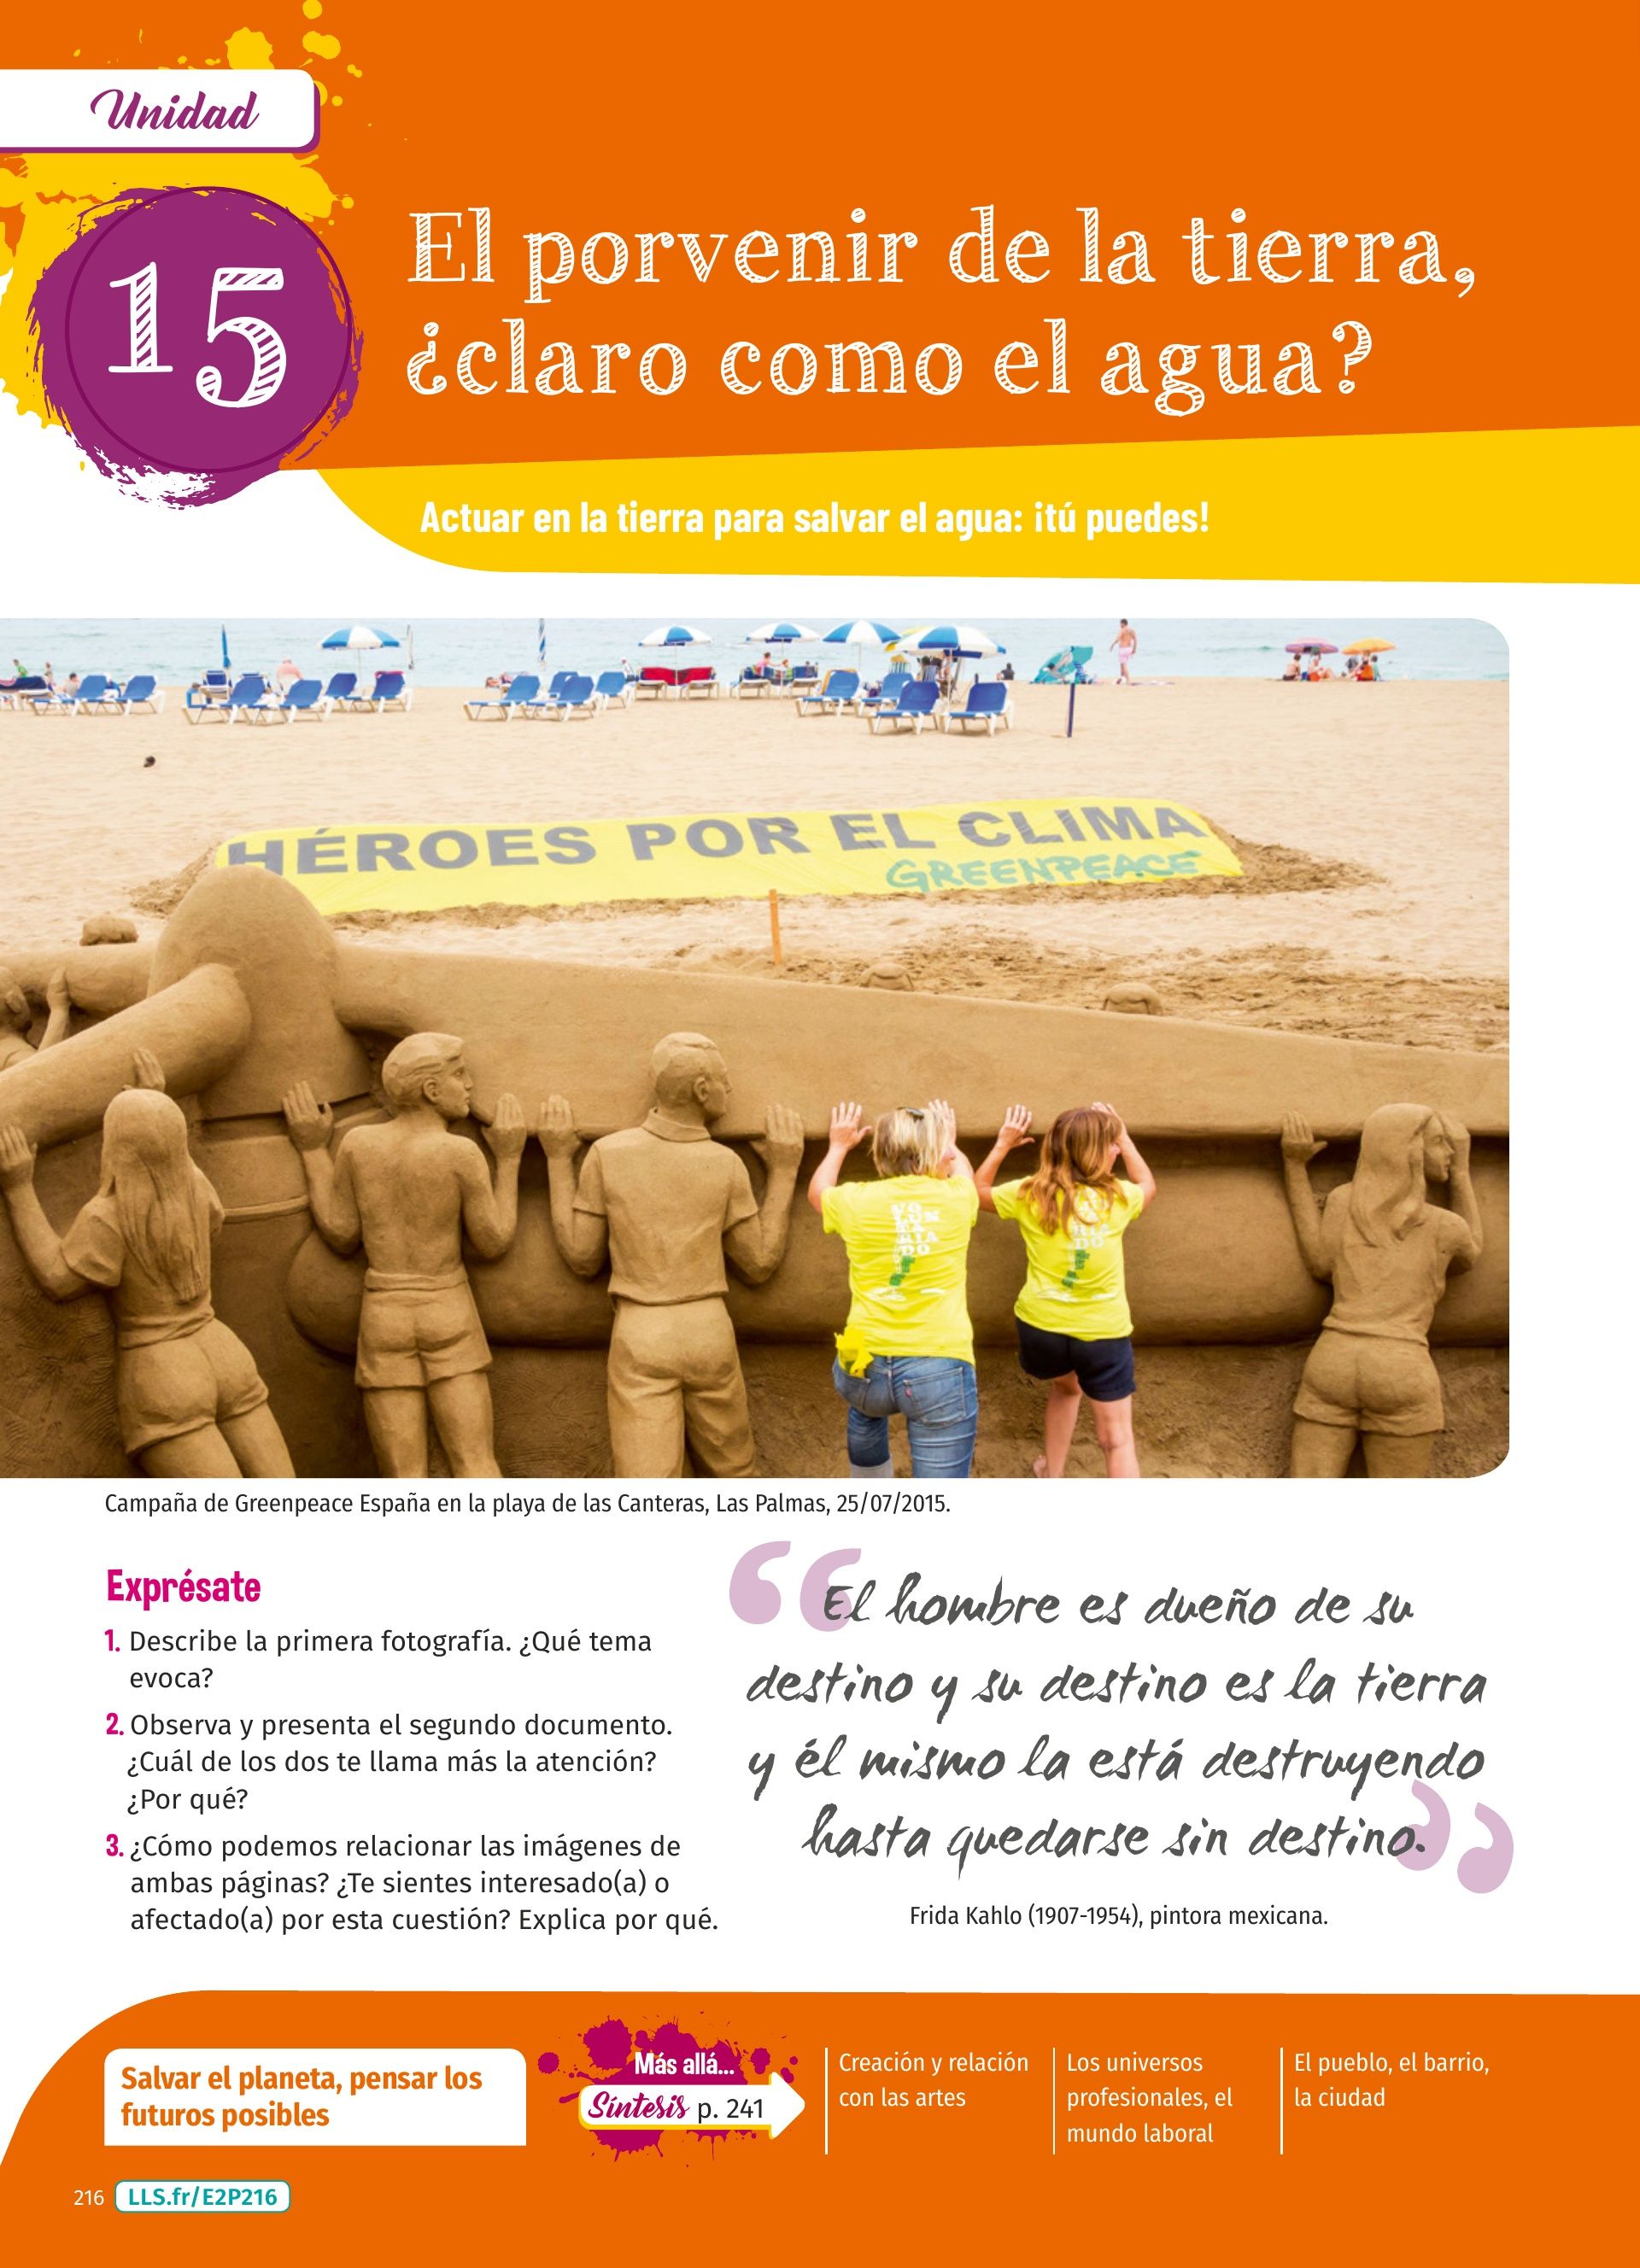 Unidad
15
El porvenir de la tierra,
¿claro como el agua?
Actuar en la tierra para salvar el agua: ¡tú puedes!
HÉROES POR EL CLIMA
GREENPEACE
VO
LUN
TA
RIA
DO
RIA
DO
Campaña de Greenpeace España en la playa de las Canteras, Las Palmas, 25/07/2015.
Exprésate
1. Describe la primera fotografía. ¿Qué tema
evoca?
2. Observa y presenta el segundo documento.
¿Cuál de los dos te llama más la atención?
¿Por qué?
3. ¿Cómo podemos relacionar las imágenes de
ambas páginas? ¿Te sientes interesado(a) o
afectado(a) por esta cuestión? Explica por qué.
“El hombre es dueño de su
destino y su destino es la tierra
y él mismo la está destruyendo
hasta quedarse sin destino.”
Frida Kahlo (1907-1954), pintora mexicana.
Salvar el planeta, pensar los
futuros posibles
Más allá...
Síntesis p. 241
Creación y relación
con las artes
Los universos
profesionales, el
mundo laboral
El pueblo, el barrio,
la ciudad
216 LLS.fr/E2P216